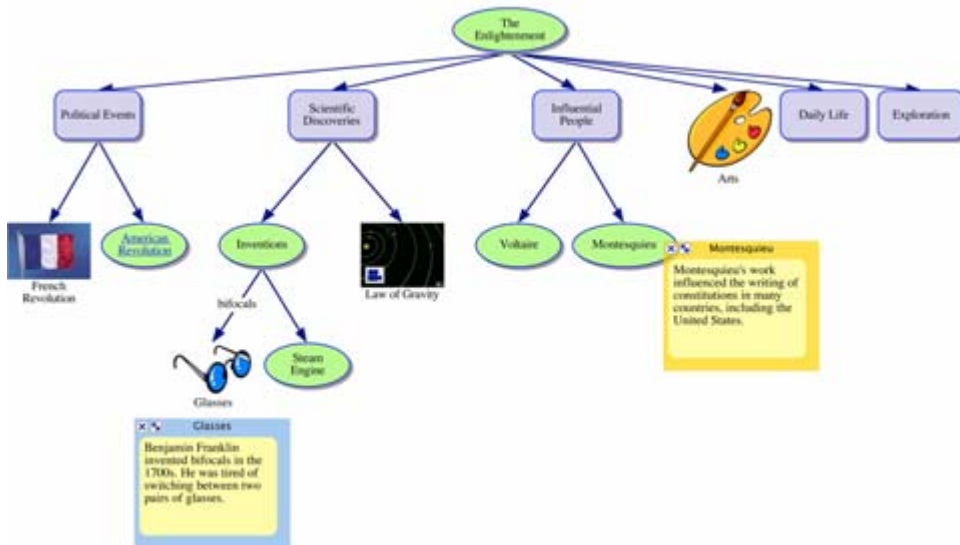 The
Enlightenment
Political Events
Scientific
Discoveries
Influential
People
Arts
Daily Life
Exploration
French
Revolution
American
Revolution
Inventions
Law of Gravity
Voltaire
Montesquieu
Montesquieu
Montesquieu's work
influenced the writing of
constitutions in many
countries, including the
United States.
bifocals
Glasses
Steam
Engine
Glasses
Benjamin Franklin
invented bifocals in the
1700s. He was tired of
switching between two
pairs of glasses.